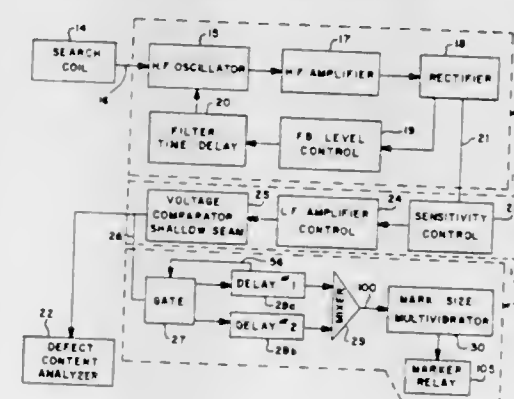 14
SEARCH
COIL
16
15
H.F. OSCILLATOR
17
H.F. AMPLIFIER
18
RECTIFIER
20
FILTER
TIME DELAY
19
F.B. LEVEL
CONTROL
21
25
VOLTAGE
COMPARATOR
SHALLOW SEAM
24
L.F. AMPLIFIER
CONTROL
SENSITIVITY
CONTROL
26
56
GATE
27
DELAY #1
28a
DELAY #2
28b
MIXER
29
100
MARK SIZE
MULTIVIBRATOR
30
22
DEFECT
CONTENT
ANALYZER
MARKER
RELAY
105